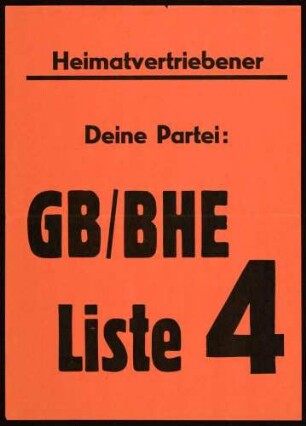 Heimatvertriebener
Deine Partei:
GB/BHE
Liste 4